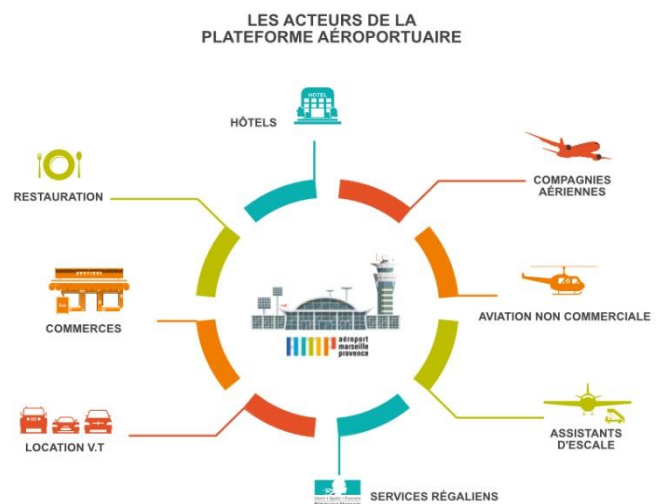 LES ACTEURS DE LA
PLATEFORME AÉROPORTUAIRE
HOTEL
HÔTELS
COMPAGNIES
AÉRIENNES
RESTAURATION
AVIATION NON COMMERCIALE
COMMERCES
aéroport
marseille
provence
LOCATION V.T
ASSISTANTS
D'ESCALE
SERVICES RÉGALIENS